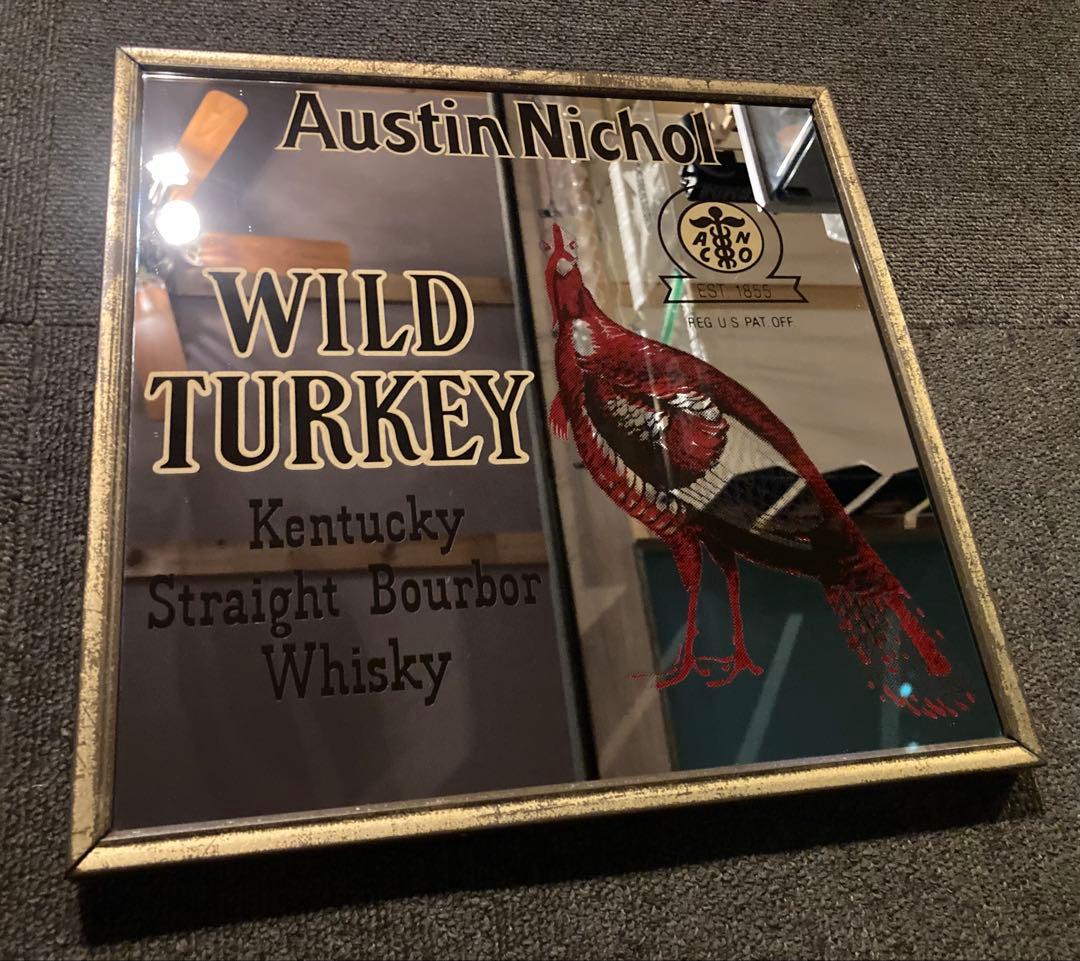 Austin Nichol
A N
C O
EST 1855
REG U S PAT OFF.
WILD
TURKEY
Kentucky
Straight Bourbor
Whisky